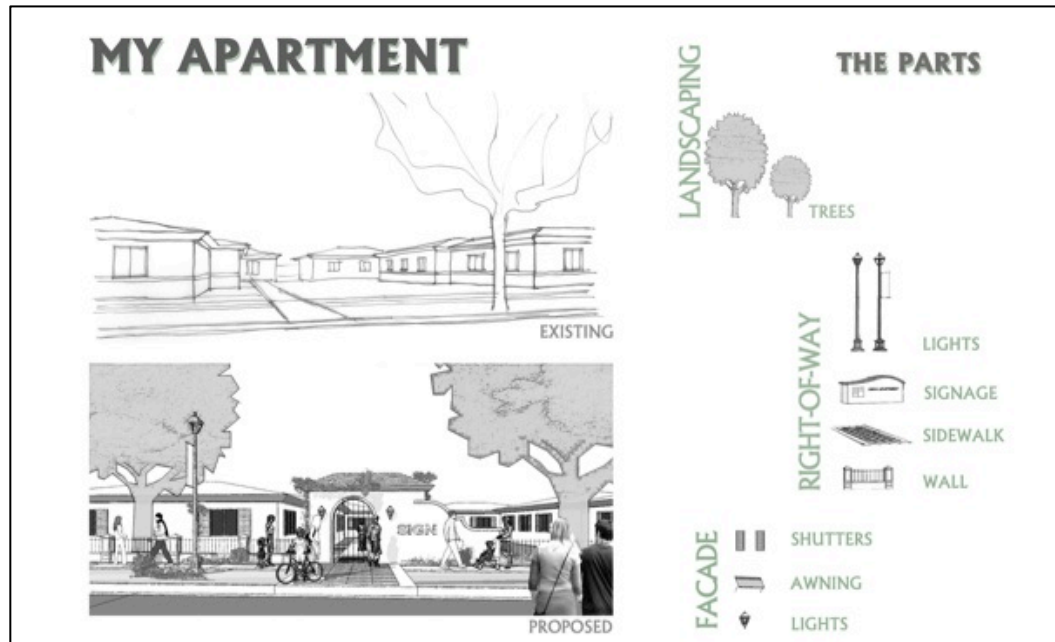 MY APARTMENT
EXISTING
SIGN
PROPOSED
THE PARTS
LANDSCAPING
TREES
RIGHT-OF-WAY
LIGHTS
SIGNAGE
SIDEWALK
WALL
FACADE
SHUTTERS
AWNING
LIGHTS